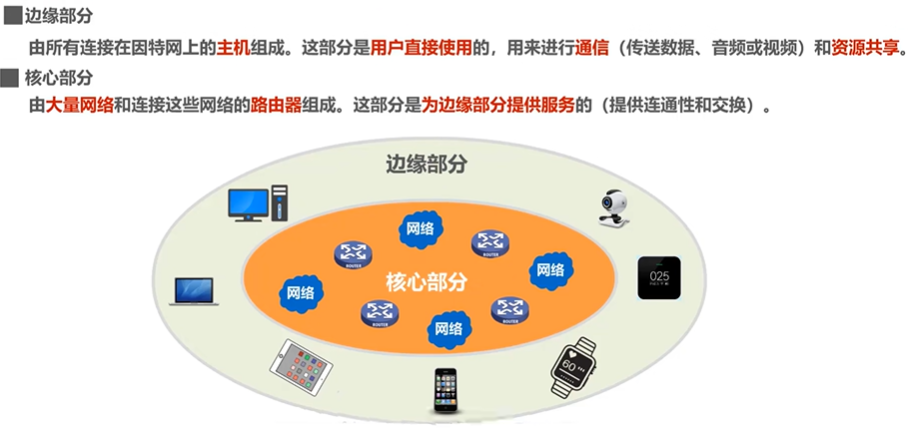 边缘部分
由所有连接在因特网上的主机组成。这部分是用户直接使用的，用来进行通信（传送数据、音频或视频）和资源共享。
核心部分
由大量网络和连接这些网络的路由器组成。这部分是为边缘部分提供服务的（提供连通性和交换）。
边缘部分
网络
ROUTER
ROUTER
网络
025
核心部分
网络
ROUTER
ROUTER
网络
60